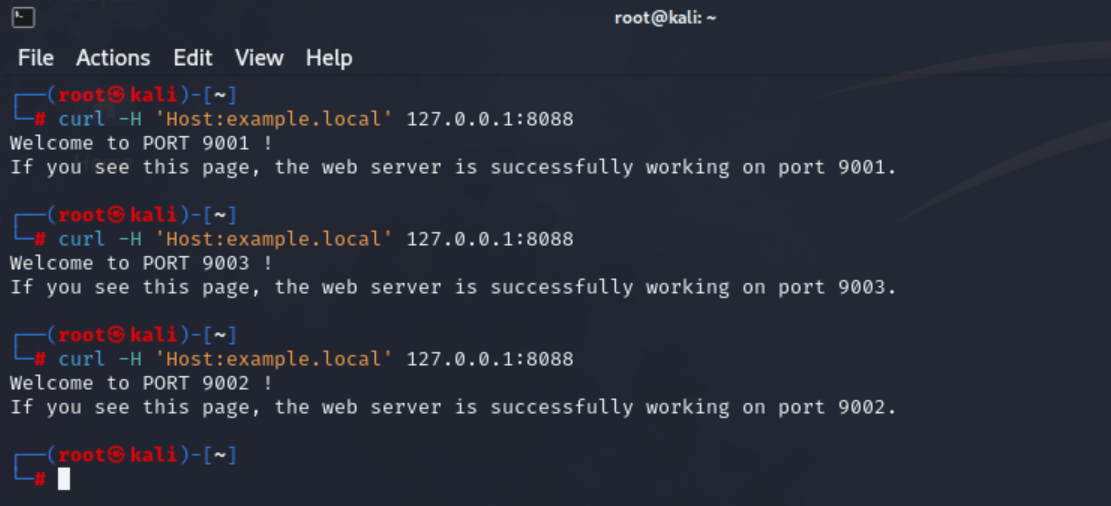 root@kali: ~
File Actions Edit View Help
┌──(root㉿kali)-[~]
└─# curl -H 'Host:example.local' 127.0.0.1:8088
Welcome to PORT 9001 !
If you see this page, the web server is successfully working on port 9001.
┌──(root㉿kali)-[~]
└─# curl -H 'Host:example.local' 127.0.0.1:8088
Welcome to PORT 9003 !
If you see this page, the web server is successfully working on port 9003.
┌──(root㉿kali)-[~]
└─# curl -H 'Host:example.local' 127.0.0.1:8088
Welcome to PORT 9002 !
If you see this page, the web server is successfully working on port 9002.
┌──(root㉿kali)-[~]
└─#